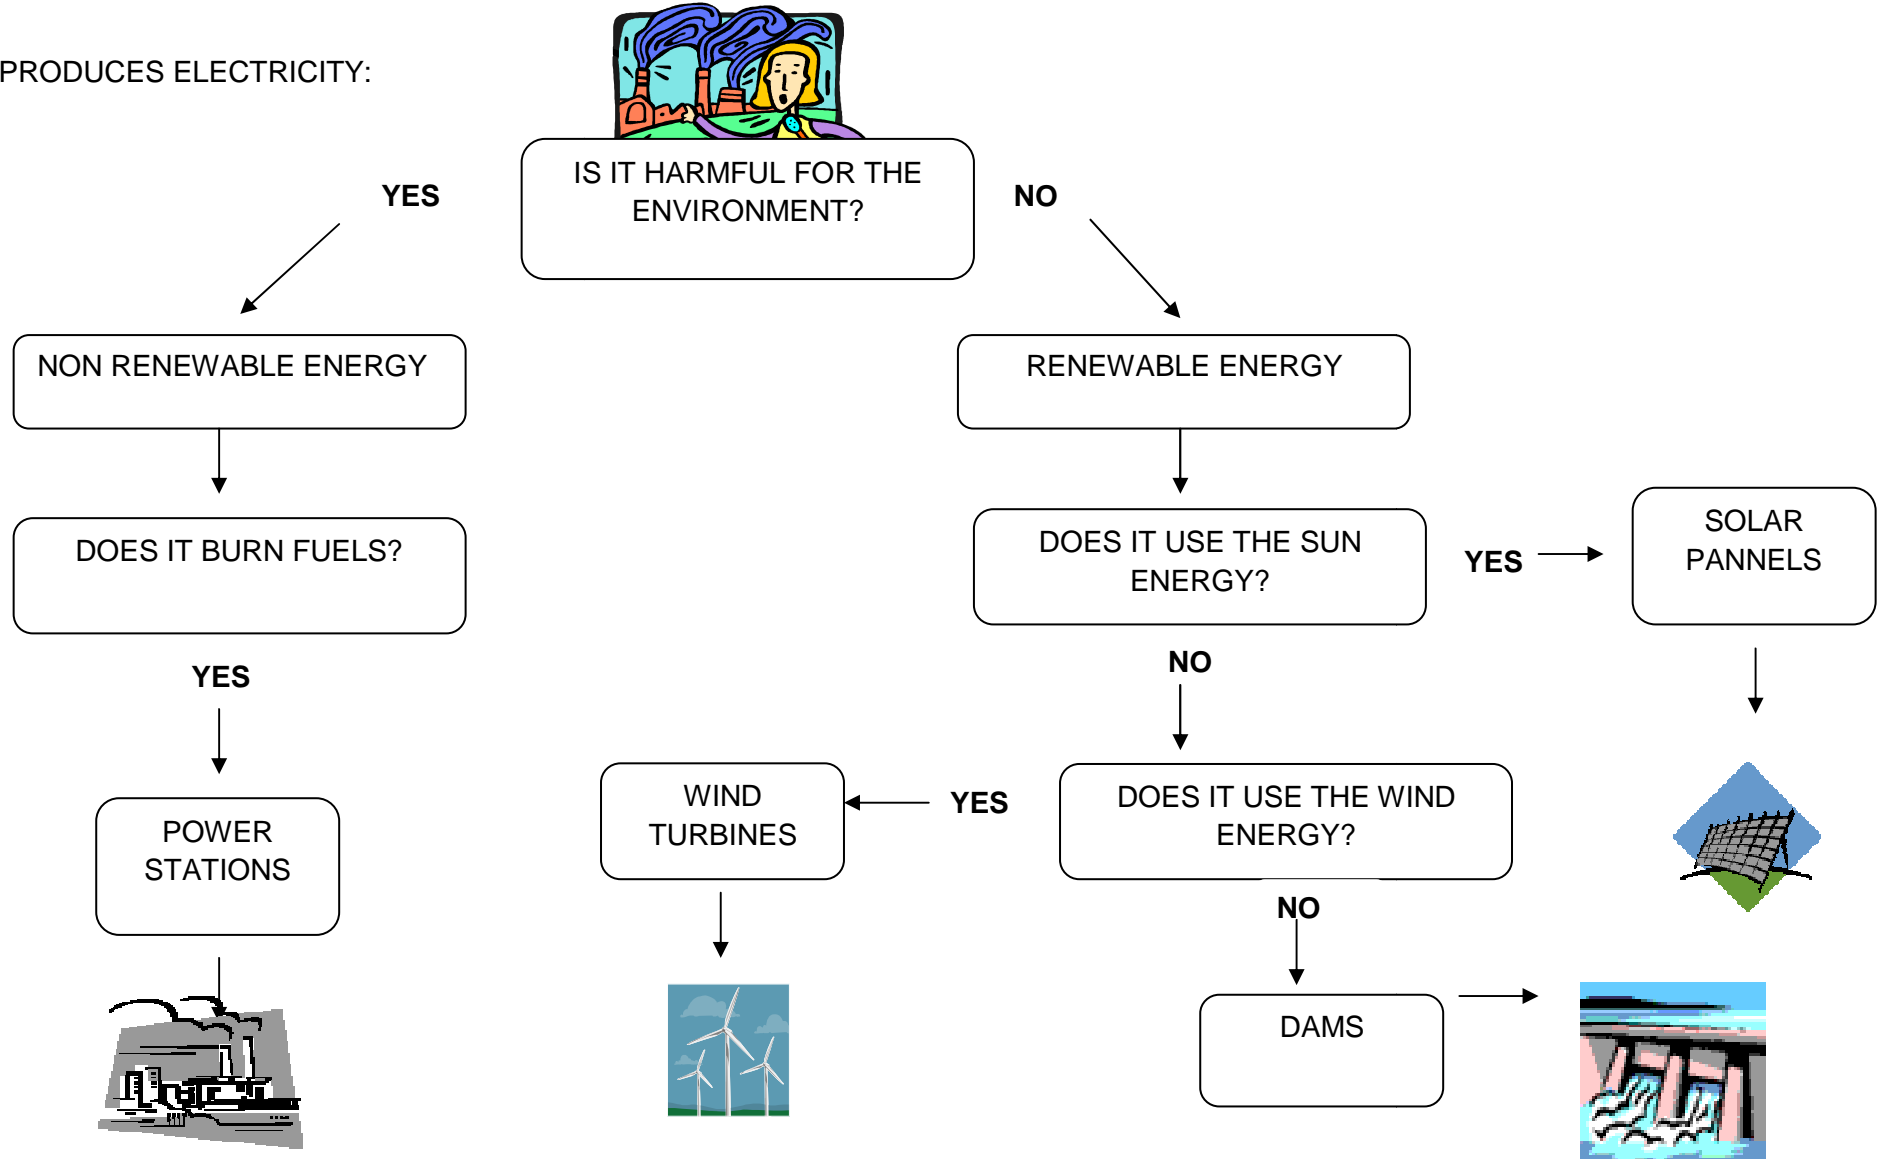 PRODUCES ELECTRICITY:
IS IT HARMFUL FOR THE
ENVIRONMENT?
YES
NO
NON RENEWABLE ENERGY
RENEWABLE ENERGY
DOES IT BURN FUELS?
DOES IT USE THE SUN
ENERGY?
YES
SOLAR
PANNELS
YES
NO
POWER
STATIONS
WIND
TURBINES
YES
DOES IT USE THE WIND
ENERGY?
NO
DAMS